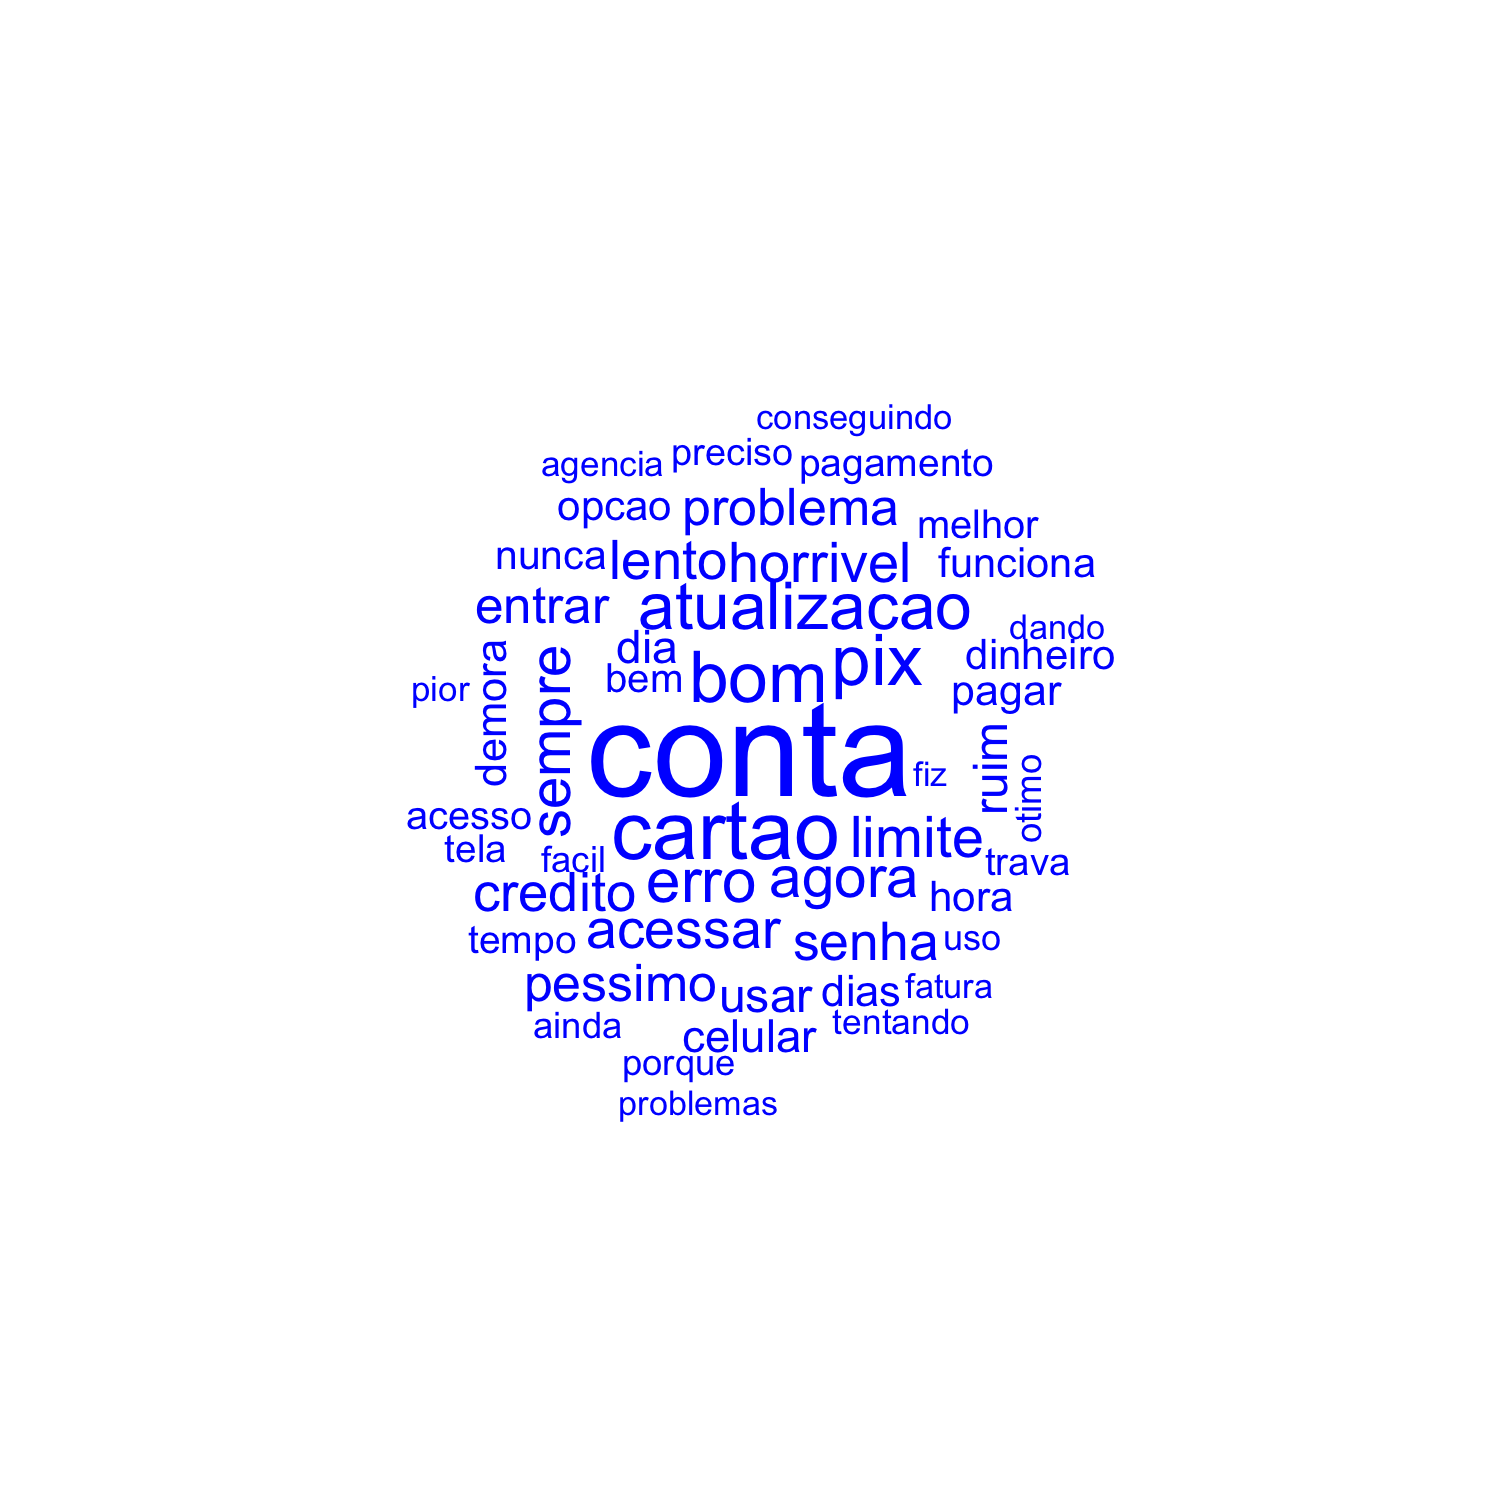 conseguindo
agencia preciso pagamento
opcao problema melhor
nunca lento horrivel funciona
entrar atualizacao
dando
dia bom pix dinheiro
pior demora sempre bem pagar
conta fiz ruim otimo
acesso cartao limite
tela facil trava
credito erro agora hora
tempo acessar senha uso
pessimo usar dias fatura
ainda celular tentando
porque
problemas